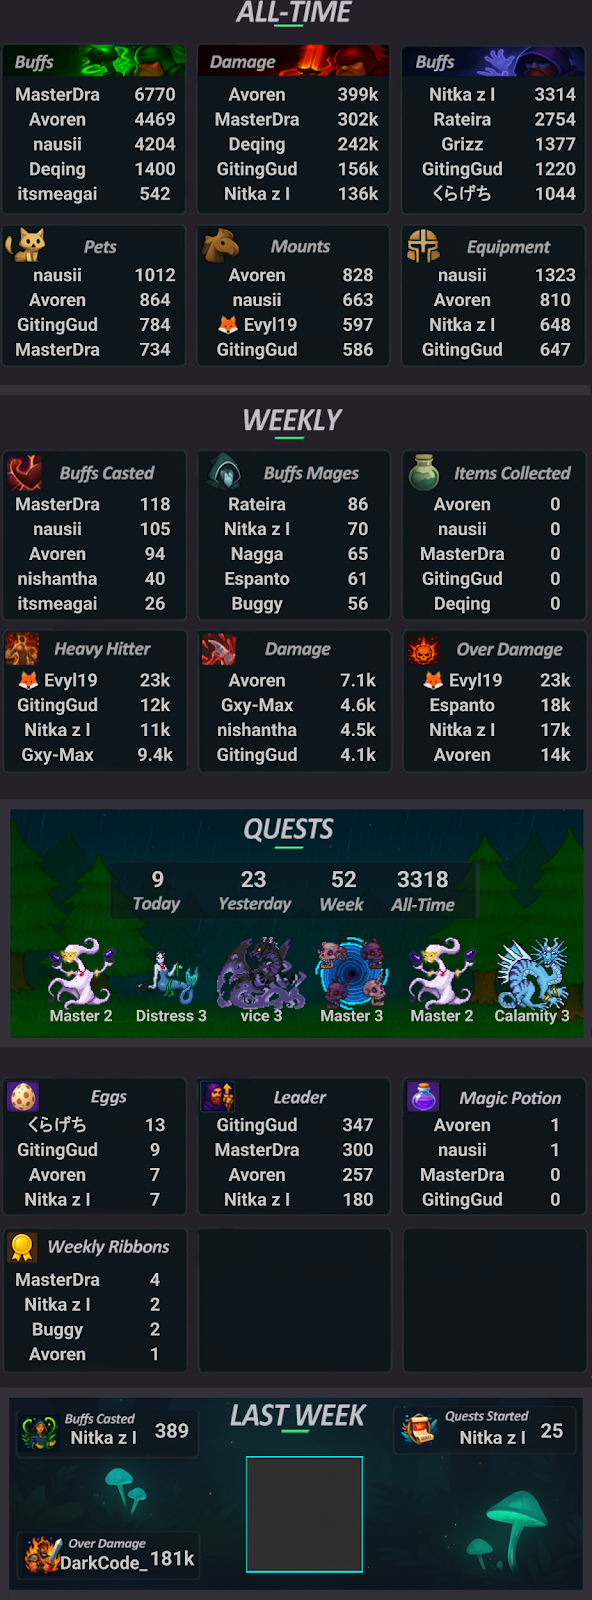 ALL-TIME
Buffs Damage Buffs
MasterDra 6770 Avoren 399k Nitka z I 3314
Avoren 4469 MasterDra 302k Rateira 2754
nausii 4204 Deqing 242k Grizz 1377
Deqing 1400 GitingGud 156k GitingGud 1220
itsmeagai 542 Nitka z I 136k くらげち 1044
Pets Mounts Equipment
nausii 1012 Avoren 828 nausii 1323
Avoren 864 nausii 663 Avoren 810
GitingGud 784 🦊 Evyl19 597 Nitka z I 648
MasterDra 734 GitingGud 586 GitingGud 647
WEEKLY
Buffs Casted Buffs Mages Items Collected
MasterDra 118 Rateira 86 Avoren 0
nausii 105 Nitka z I 70 nausii 0
Avoren 94 Nagga 65 MasterDra 0
nishantha 40 Espanto 61 GitingGud 0
itsmeagai 26 Buggy 56 Deqing 0
Heavy Hitter Damage Over Damage
🦊 Evyl19 23k Avoren 7.1k 🦊 Evyl19 23k
GitingGud 12k Gxy-Max 4.6k Espanto 18k
Nitka z I 11k nishantha 4.5k Nitka z I 17k
Gxy-Max 9.4k GitingGud 4.1k Avoren 14k
QUESTS
9 23 52 3318
Today Yesterday Week All-Time
Master 2 Distress 3 vice 3 Master 3 Master 2 Calamity 3
Eggs Leader Magic Potion
くらげち 13 GitingGud 347 Avoren 1
GitingGud 9 MasterDra 300 nausii 1
Avoren 7 Avoren 257 MasterDra 0
Nitka z I 7 Nitka z I 180 GitingGud 0
Weekly Ribbons
MasterDra 4
Nitka z I 2
Buggy 2
Avoren 1
LAST WEEK
Buffs Casted
Nitka z I 389
Quests Started
Nitka z I 25
Over Damage
DarkCode_ 181k